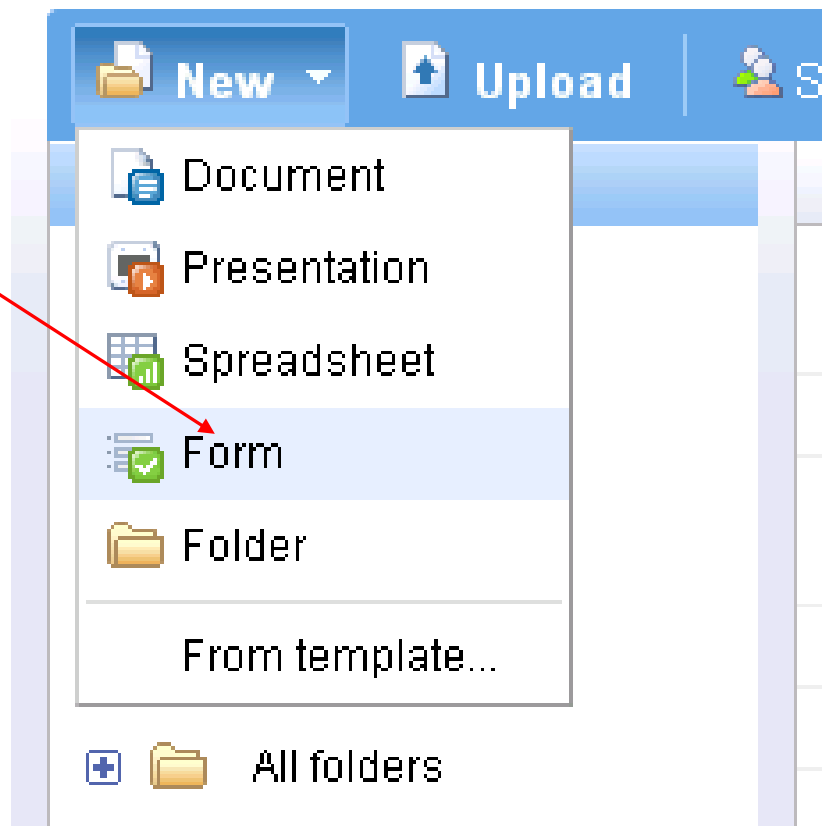 New Upload S
Document
Presentation
Spreadsheet
Form
Folder
From template...
All folders